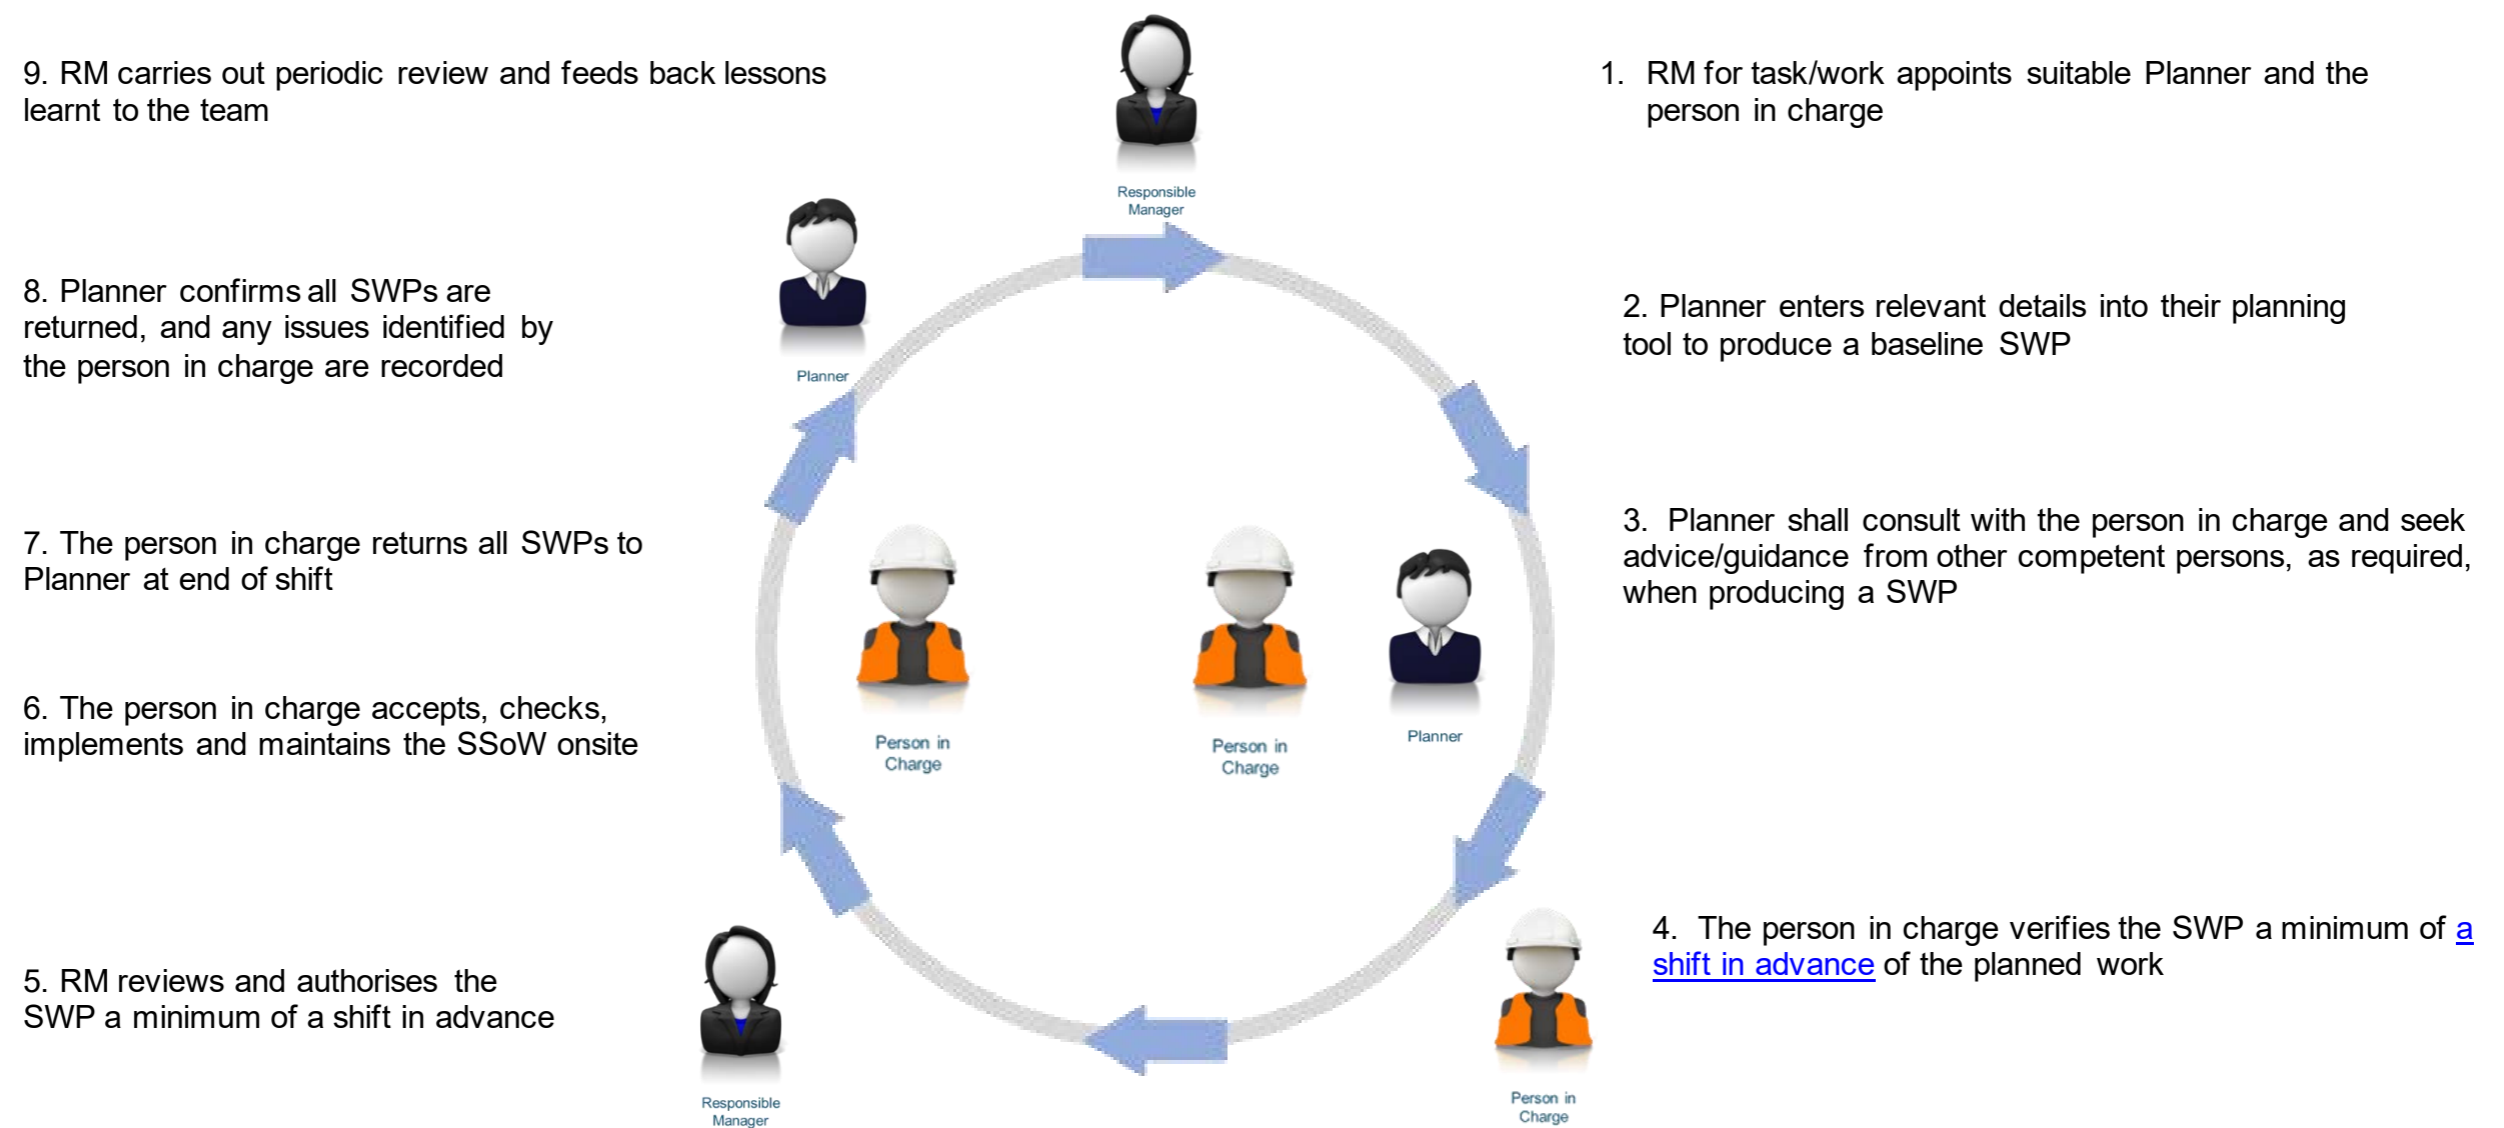 9. RM carries out periodic review and feeds back lessons
learnt to the team
Responsible
Manager
1. RM for task/work appoints suitable Planner and the
person in charge
8. Planner confirms all SWPs are
returned, and any issues identified by
the person in charge are recorded
Planner
2. Planner enters relevant details into their planning
tool to produce a baseline SWP
7. The person in charge returns all SWPs to
Planner at end of shift
3. Planner shall consult with the person in charge and seek
advice/guidance from other competent persons, as required,
when producing a SWP
6. The person in charge accepts, checks,
implements and maintains the SSoW onsite
Person in
Charge
Person in
Charge
Planner
5. RM reviews and authorises the
SWP a minimum of a shift in advance
Responsible
Manager
4. The person in charge verifies the SWP a minimum of a
shift in advance of the planned work
Person in
Charge